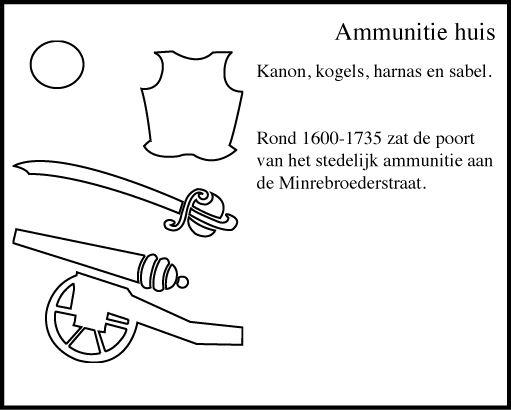 Ammunitie huis
Kanon, kogels, harnas en sabel.
Rond 1600-1735 zat de poort
van het stedelijk ammunitie aan
de Minrebroederstraat.